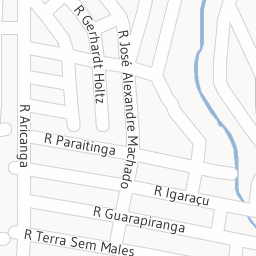 R Gerhardt Holtz
R José Alexandre Machado
R Aricanga
R Paraitinga
R Igaraçu
R Guarapiranga
R Terra Sem Males